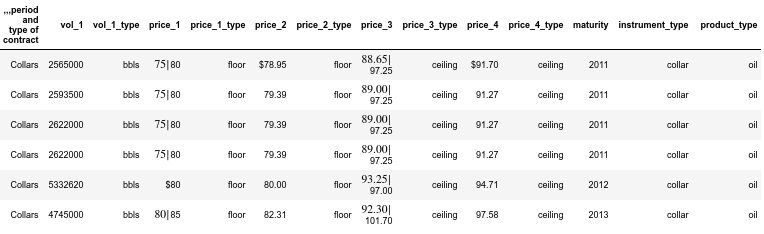 ,,,period and type of contract vol_1 vol_1_type price_1 price_1_type price_2 price_2_type price_3 price_3_type price_4 price_4_type maturity instrument_type product_type
Collars 2565000 bbls 75|80 floor $78.95 floor 88.65|97.25 ceiling $91.70 ceiling 2011 collar oil
Collars 2593500 bbls 75|80 floor 79.39 floor 89.00|97.25 ceiling 91.27 ceiling 2011 collar oil
Collars 2622000 bbls 75|80 floor 79.39 floor 89.00|97.25 ceiling 91.27 ceiling 2011 collar oil
Collars 2622000 bbls 75|80 floor 79.39 floor 89.00|97.25 ceiling 91.27 ceiling 2011 collar oil
Collars 5332620 bbls $80 floor 80.00 floor 93.25|97.00 ceiling 94.71 ceiling 2012 collar oil
Collars 4745000 bbls 80|85 floor 82.31 floor 92.30|101.70 ceiling 97.58 ceiling 2013 collar oil